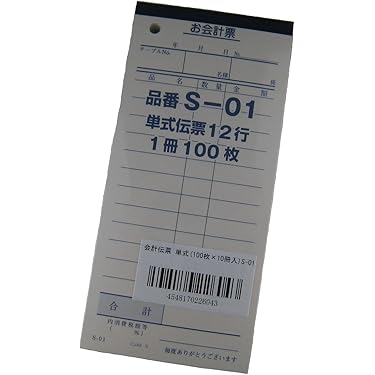 お会計票
年 月 日 No.
テーブルNo. 名様 係
品 名 数量 金 額
品番 S-01
単式伝票12行
1冊100枚
会計伝票 単式(100枚×10冊入)S-01
4548170226043
合 計
内消費税額等
( %)
S-01 毎度ありがとうございます